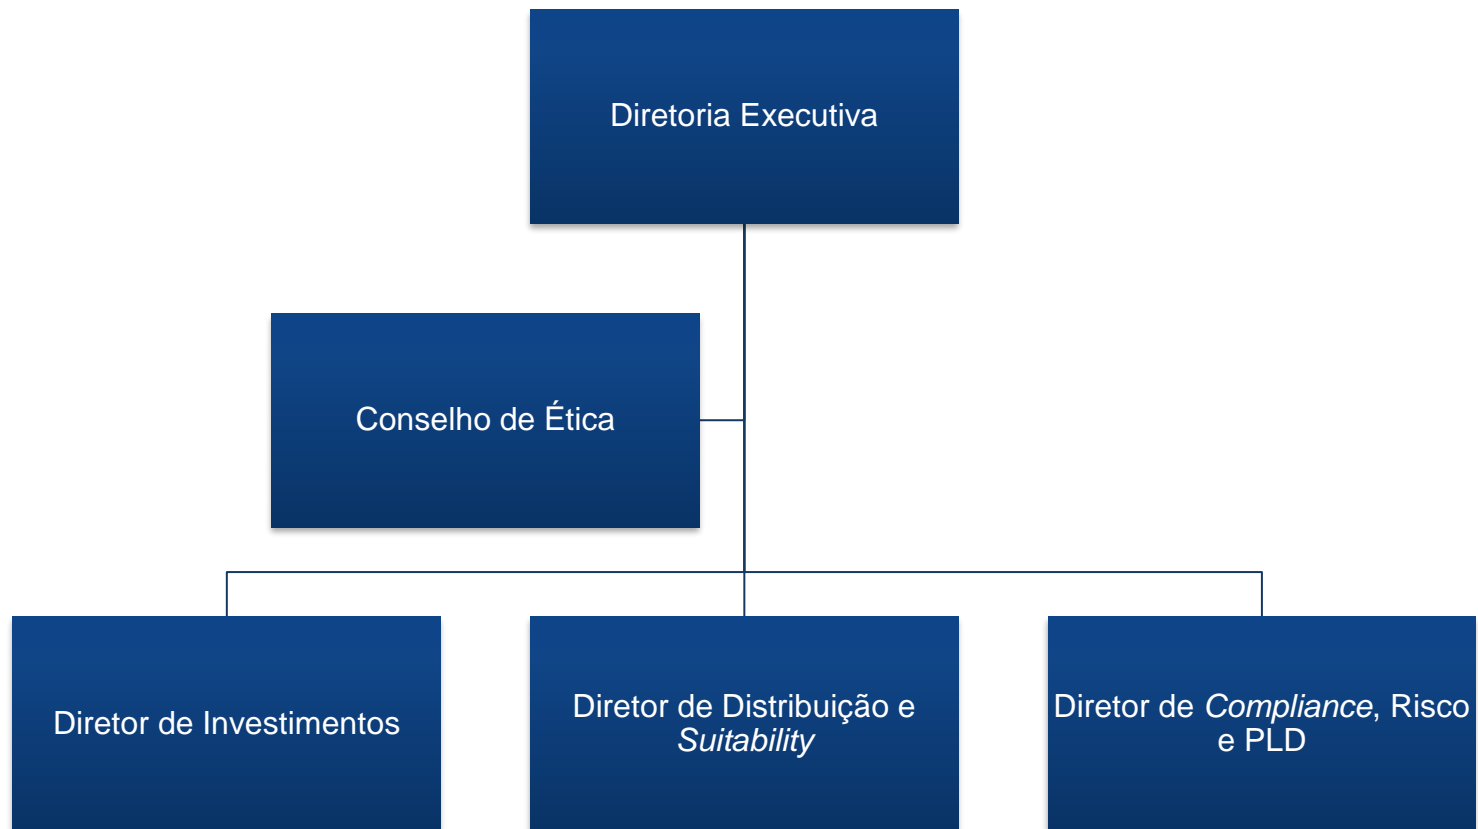 Diretoria Executiva
Conselho de Ética
Diretor de Investimentos
Diretor de Distribuição e
Suitability
Diretor de Compliance, Risco
e PLD